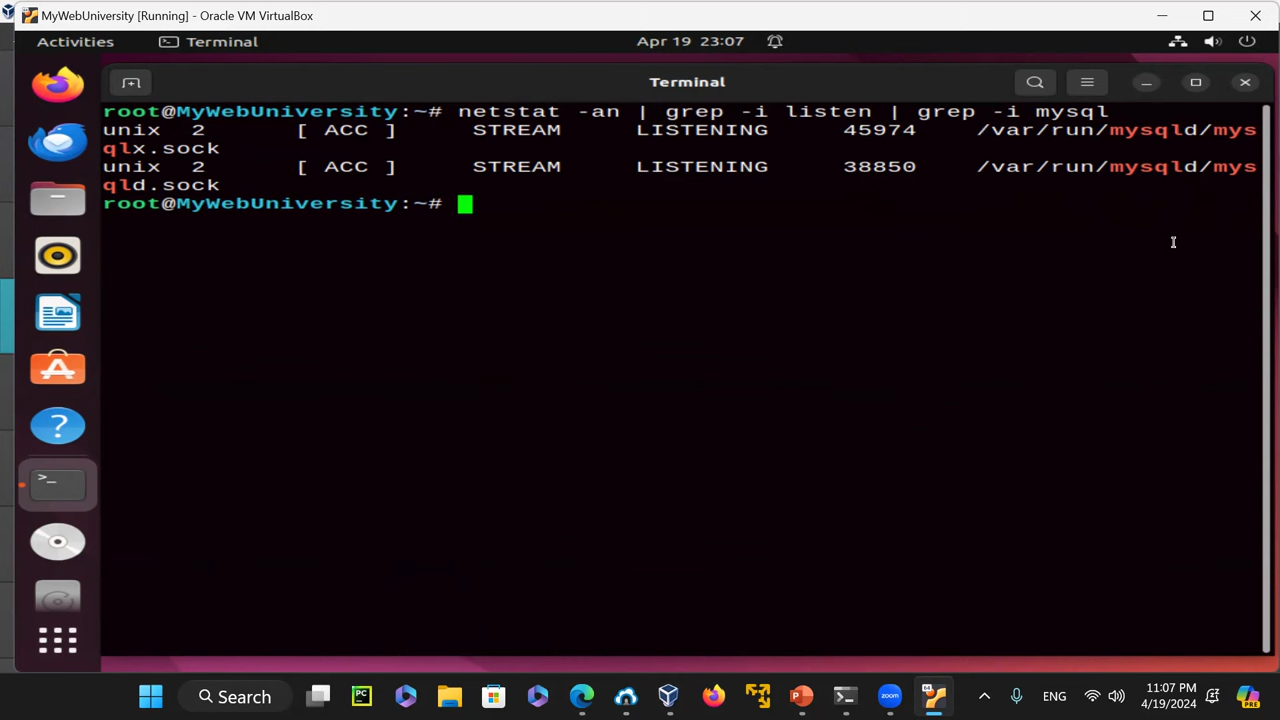 MyWebUniversity [Running] - Oracle VM VirtualBox
Activities Terminal Apr 19 23:07
Terminal
root@MyWebUniversity:~# netstat -an | grep -i listen | grep -i mysql
unix 2 [ ACC ] STREAM LISTENING 45974 /var/run/mysqld/mys
qlx.sock
unix 2 [ ACC ] STREAM LISTENING 38850 /var/run/mysqld/mys
qld.sock
root@MyWebUniversity:~#
Search ENG 11:07 PM
4/19/2024